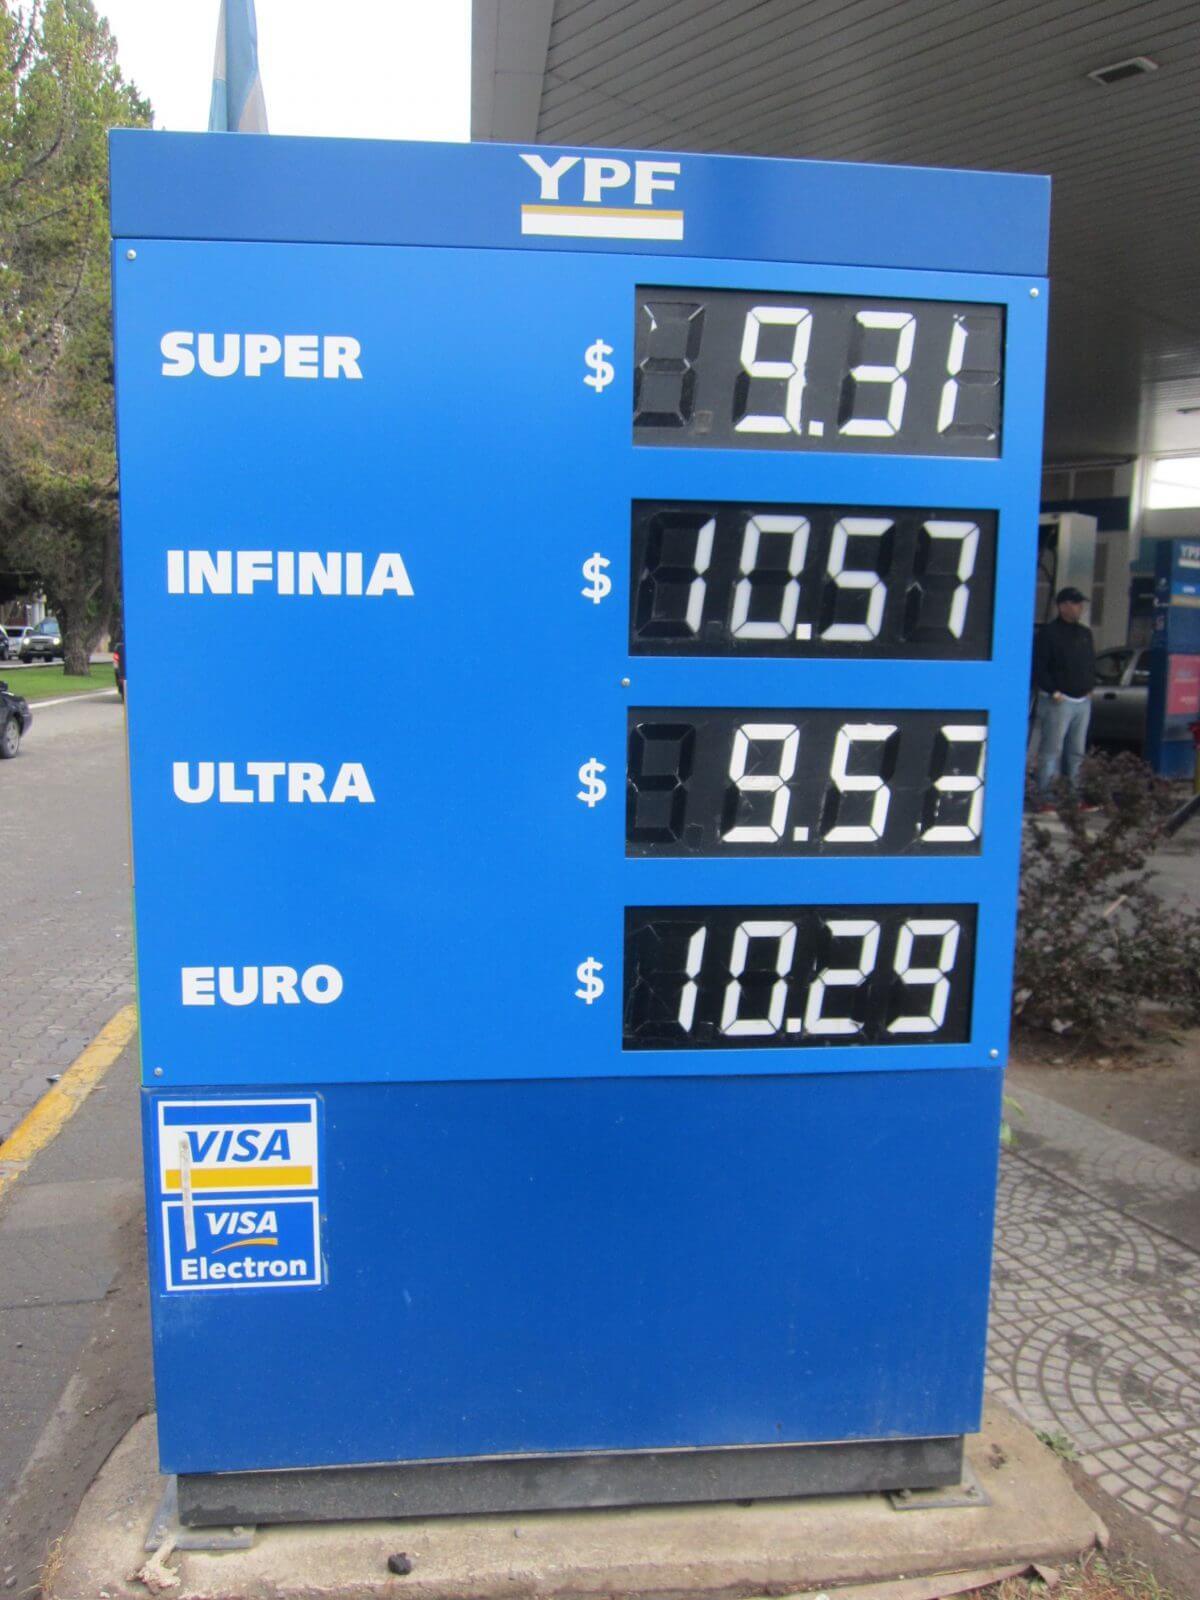 YPF
SUPER $ 9.31
INFINIA $ 10.57
ULTRA $ 9.53
EURO $ 10.29
VISA
VISA
Electron